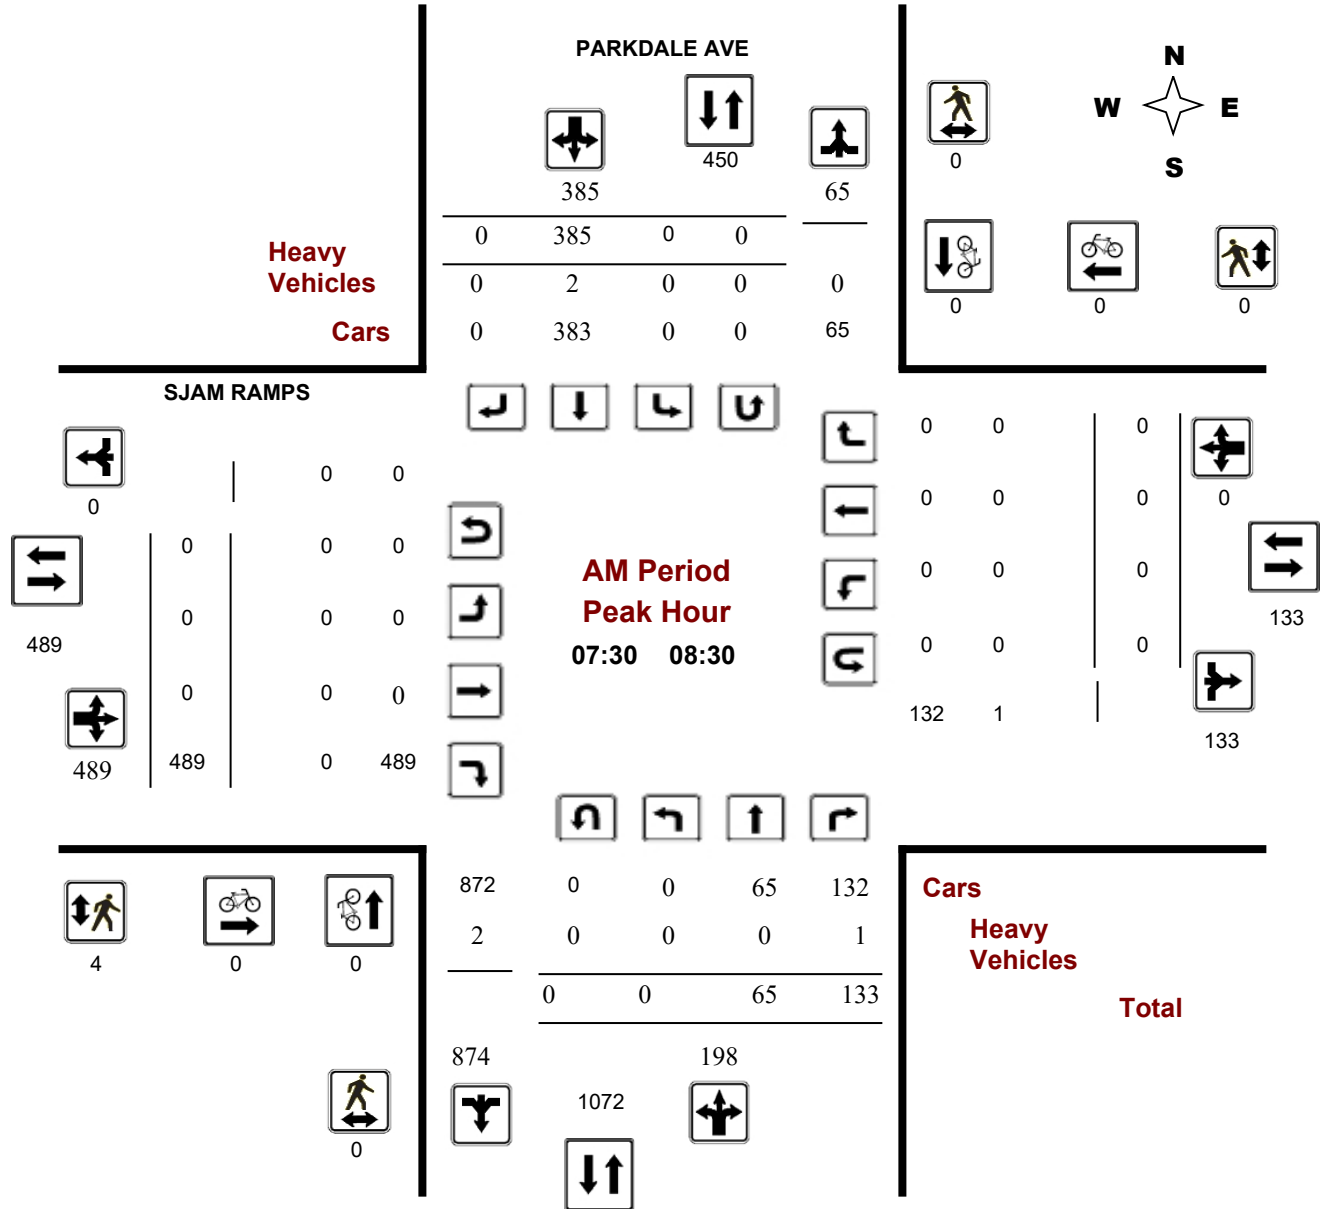 PARKDALE AVE
N
W E
S
450
0
385 65
0 385 0 0
Heavy
Vehicles
0 2 0 0 0
0 0 0
Cars
0 383 0 0 65
SJAM RAMPS
0 0 0
0 0
0
0 0 0 0
0
0 0 0
AM Period
Peak Hour
07:30 08:30
0 0 0
0 0 0
133
489
0 0 0
0 0 0
132 1
133
489
489 0 489
872 0 0 65 132
Cars
2 0 0 0 1
Heavy
Vehicles
4 0 0
0 0 65 133
Total
874 198
1072
0